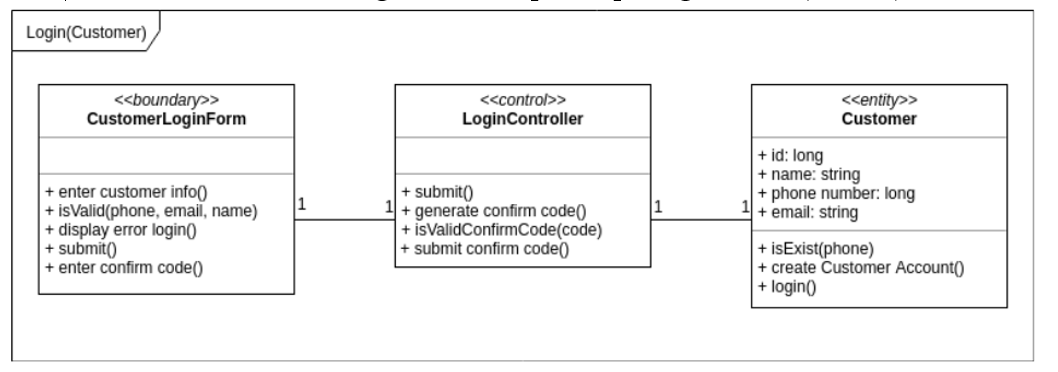 Login(Customer)
<<boundary>>
CustomerLoginForm
+ enter customer info()
+ isValid(phone, email, name)
+ display error login()
+ submit()
+ enter confirm code()
1
1
<<control>>
LoginController
+ submit()
+ generate confirm code()
+ isValidConfirmCode(code)
+ submit confirm code()
1
1
<<entity>>
Customer
+ id: long
+ name: string
+ phone number: long
+ email: string
+ isExist(phone)
+ create Customer Account()
+ login()